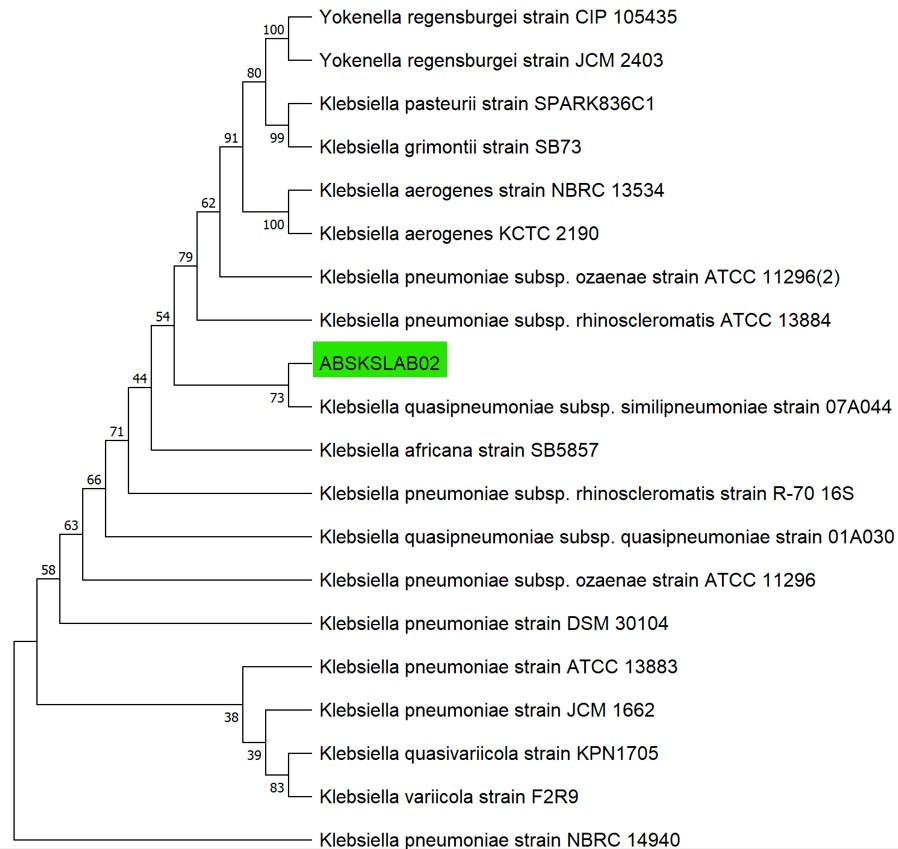 Yokenella regensburgei strain CIP 105435
100
Yokenella regensburgei strain JCM 2403
80
Klebsiella pasteurii strain SPARK836C1
99
Klebsiella grimontii strain SB73
91
Klebsiella aerogenes strain NBRC 13534
62
100
Klebsiella aerogenes KCTC 2190
79
Klebsiella pneumoniae subsp. ozaenae strain ATCC 11296(2)
54
Klebsiella pneumoniae subsp. rhinoscleromatis ATCC 13884
ABSKSLAB02
44
73
Klebsiella quasipneumoniae subsp. similipneumoniae strain 07A044
71
Klebsiella africana strain SB5857
66
Klebsiella pneumoniae subsp. rhinoscleromatis strain R-70 16S
63
Klebsiella quasipneumoniae subsp. quasipneumoniae strain 01A030
58
Klebsiella pneumoniae subsp. ozaenae strain ATCC 11296
Klebsiella pneumoniae strain DSM 30104
Klebsiella pneumoniae strain ATCC 13883
38
Klebsiella pneumoniae strain JCM 1662
39
Klebsiella quasivariicola strain KPN1705
83
Klebsiella variicola strain F2R9
Klebsiella pneumoniae strain NBRC 14940